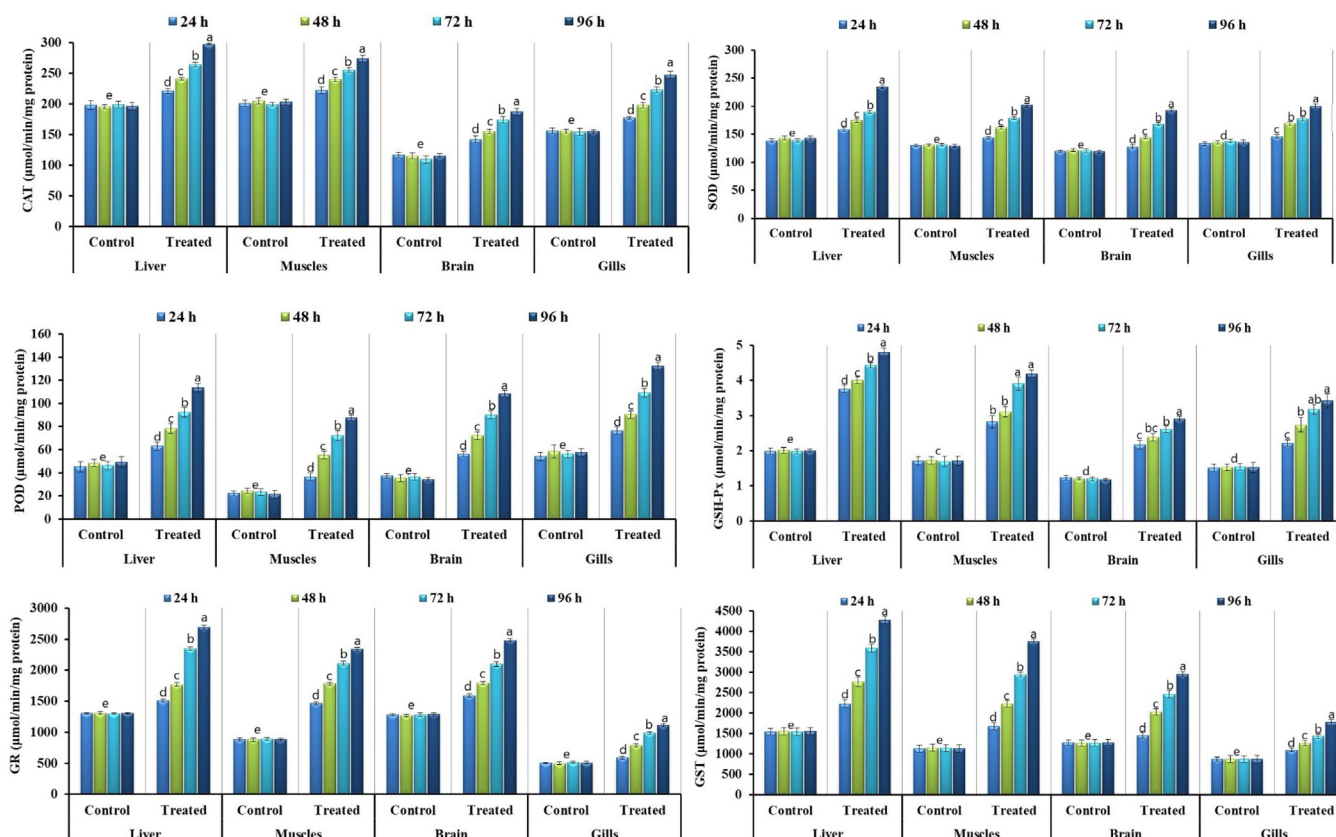 24 h 48 h 72 h 96 h
CAT (µmol/min/mg protein)
300
250
200
150
100
50
0
e d c b a e d c b a e d c b a e d c b a
Control Treated Control Treated Control Treated Control Treated
Liver Muscles Brain Gills
24 h 48 h 72 h 96 h
SOD (µmol/min/mg protein)
300
250
200
150
100
50
0
e d c b a e d c b a e d c b a d c b b a
Control Treated Control Treated Control Treated Control Treated
Liver Muscles Brain Gills
24 h 48 h 72 h 96 h
POD (µmol/min/mg protein)
160
140
120
100
80
60
40
20
0
e d c b a e d c b a e d c b a e d c b a
Control Treated Control Treated Control Treated Control Treated
Liver Muscles Brain Gills
24 h 48 h 72 h 96 h
GSH-Px (µmol/min/mg protein)
5
4
3
2
1
0
e d c b a c b b a a d c bc b a d c b ab a
Control Treated Control Treated Control Treated Control Treated
Liver Muscles Brain Gills
24 h 48 h 72 h 96 h
GR (µmol/min/mg protein)
3000
2500
2000
1500
1000
500
0
e d c b a e d c b a e d c b a e d c b a
Control Treated Control Treated Control Treated Control Treated
Liver Muscles Brain Gills
24 h 48 h 72 h 96 h
GST (µmol/min/mg protein)
4500
4000
3500
3000
2500
2000
1500
1000
500
0
e d c b a e d c b a e d c b a e d c b a
Control Treated Control Treated Control Treated Control Treated
Liver Muscles Brain Gills